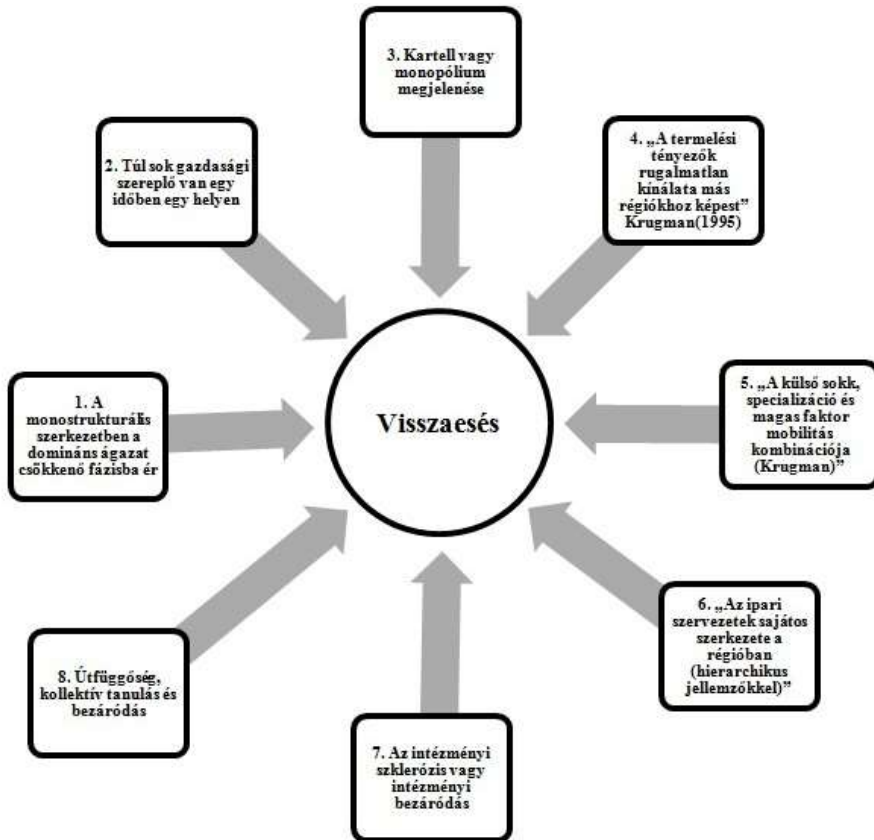 3. Kartell vagy
monopólium
megjelenése
2. Túl sok gazdasági
szereplő van egy
időben egy helyen
4. „A termelési
tényezők
rugalmatlan
kínálata más
régiókhoz képest”
Krugman(1995)
1. A
monostrukturális
szerkezetben a
domináns ágazat
csökkenő fázisba ér
Visszaesés
5. „A külső sokk,
specializáció és
magas faktor
mobilitás
kombinációja
(Krugman)”
8. Útfüggőség,
kollektív tanulás és
bezáródás
7. Az intézményi
szklerózis vagy
intézményi
bezáródás
6. „Az ipari
szervezetek sajátos
szerkezete a
régióban
(hierarchikus
jellemzőkkel)”